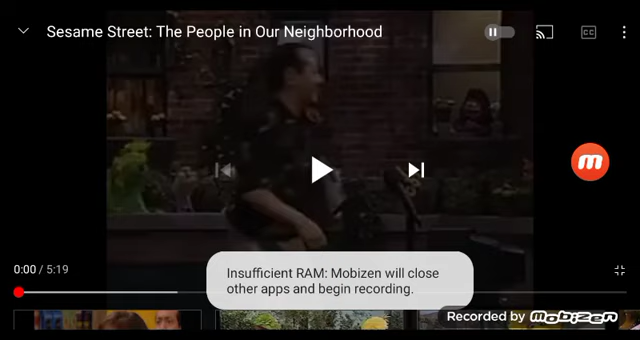 Sesame Street: The People in Our Neighborhood
CC
m
0:00 / 5:19
Insufficient RAM: Mobizen will close
other apps and begin recording.
Recorded by mobizen